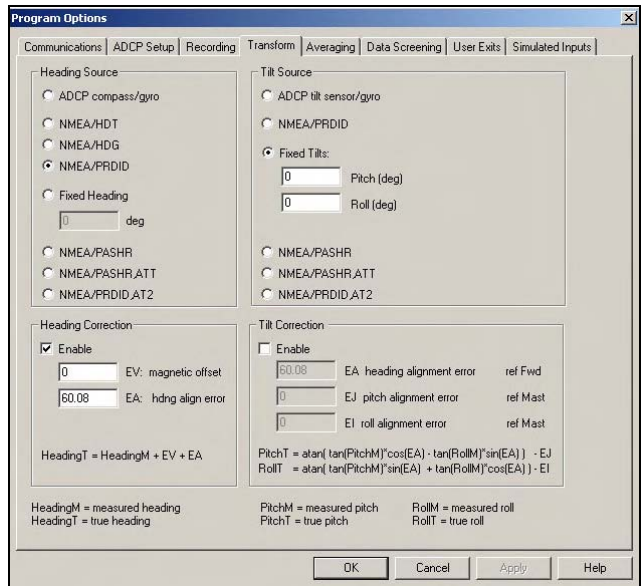 Program Options
Communications ADCP Setup Recording Transform Averaging Data Screening User Exits Simulated Inputs
Heading Source
ADCP compass/gyro
NMEA/HDT
NMEA/HDG
NMEA/PRDID
Fixed Heading
0 deg
NMEA/PASHR
NMEA/PASHR,ATT
NMEA/PRDID,AT2
Tilt Source
ADCP tilt sensor/gyro
NMEA/PRDID
Fixed Tilts:
0 Pitch (deg)
0 Roll (deg)
NMEA/PASHR
NMEA/PASHR,ATT
NMEA/PRDID,AT2
Heading Correction
Enable
0 EV: magnetic offset
60.08 EA: hdng align error
HeadingT = HeadingM + EV + EA
Tilt Correction
Enable
60.08 EA heading alignment error ref Fwd
0 EJ pitch alignment error ref Mast
0 EI roll alignment error ref Mast
PitchT = atan( tan(PitchM)*cos(EA) - tan(RollM)*sin(EA) ) - EJ
RollT = atan( tan(PitchM)*sin(EA) + tan(RollM)*cos(EA) ) - EI
HeadingM = measured heading
HeadingT = true heading
PitchM = measured pitch
PitchT = true pitch
RollM = measured roll
RollT = true roll
OK Cancel Apply Help